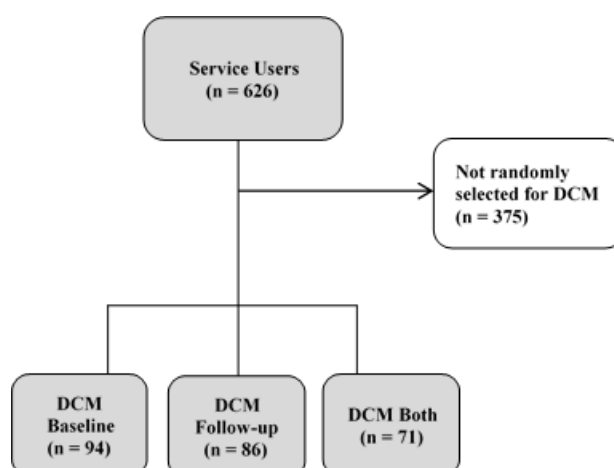 Service Users
(n = 626)
Not randomly
selected for DCM
(n = 375)
DCM
Baseline
(n = 94)
DCM
Follow-up
(n = 86)
DCM Both
(n = 71)